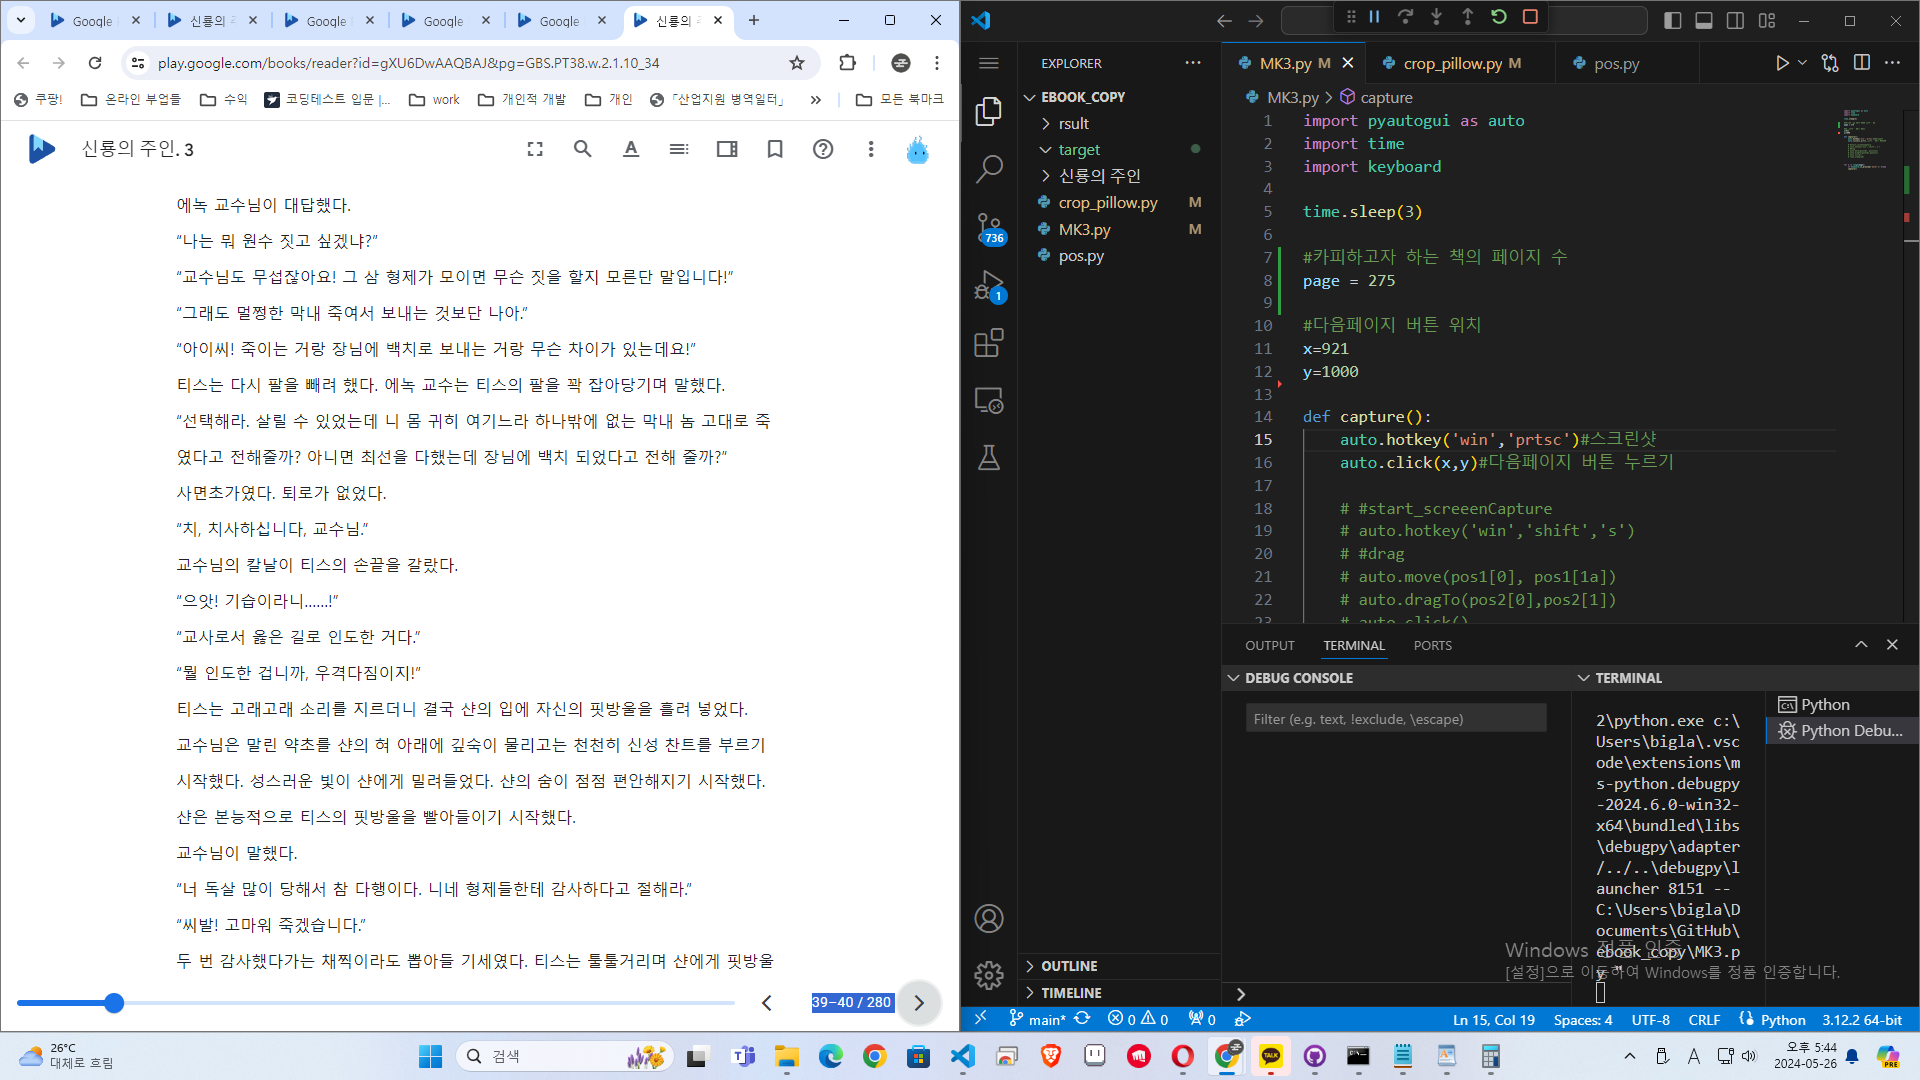 Google
신룡의 주
Google
Google
Google
신룡의
play.google.com/books/reader?id=gXU6DwAAQBAJ&pg=GBS.PT38.w.2.1.10_34
쿠팡!
온라인 부업들
수익
코딩테스트 입문 |...
work
개인적 개발
개인
「산업지원 병역일터」
»
모든 북마크
신룡의 주인. 3
에녹 교수님이 대답했다.
“나는 뭐 원수 짓고 싶겠냐?”
“교수님도 무섭잖아요! 그 삼 형제가 모이면 무슨 짓을 할지 모른단 말입니다!”
“그래도 멀쩡한 막내 죽여서 보내는 것보단 나아.”
“아이씨! 죽이는 거랑 장님에 백치로 보내는 거랑 무슨 차이가 있는데요!”
티스는 다시 팔을 빼려 했다. 에녹 교수는 티스의 팔을 꽉 잡아당기며 말했다.
“선택해라. 살릴 수 있었는데 니 몸 귀히 여기느라 하나밖에 없는 막내 놈 고대로 죽
였다고 전해줄까? 아니면 최선을 다했는데 장님에 백치 되었다고 전해 줄까?”
사면초가였다. 퇴로가 없었다.
“치, 치사하십니다, 교수님.”
교수님의 칼날이 티스의 손끝을 갈랐다.
“으앗! 기습이라니……!”
“교사로서 옳은 길로 인도한 거다.”
“뭘 인도한 겁니까, 우격다짐이지!”
티스는 고래고래 소리를 지르더니 결국 샨의 입에 자신의 핏방울을 흘려 넣었다.
교수님은 말린 약초를 샨의 혀 아래에 깊숙이 물리고는 천천히 신성 찬트를 부르기
시작했다. 성스러운 빛이 샨에게 밀려들었다. 샨의 숨이 점점 편안해지기 시작했다.
샨은 본능적으로 티스의 핏방울을 빨아들이기 시작했다.
교수님이 말했다.
“너 독살 많이 당해서 참 다행이다. 니네 형제들한테 감사하다고 절해라.”
“씨발! 고마워 죽겠습니다.”
두 번 감사했다가는 채찍이라도 뽑아들 기세였다. 티스는 툴툴거리며 샨에게 핏방울
39–40 / 280
EXPLORER
EBOOK_COPY
rsult
target
신룡의 주인
crop_pillow.py M
MK3.py M
pos.py
736
1
OUTLINE
TIMELINE
MK3.py M
crop_pillow.py M
pos.py
MK3.py > capture
1 import pyautogui as auto
2 import time
3 import keyboard
4
5 time.sleep(3)
6
7 #카피하고자 하는 책의 페이지 수
8 page = 275
9
10 #다음페이지 버튼 위치
11 x=921
12 y=1000
13
14 def capture():
15 auto.hotkey('win','prtsc')#스크린샷
16 auto.click(x,y)#다음페이지 버튼 누르기
17
18 # #start_screeenCapture
19 # auto.hotkey('win','shift','s')
20 # #drag
21 # auto.move(pos1[0], pos1[1a])
22 # auto.dragTo(pos2[0],pos2[1])
23 # auto.click()
OUTPUT
TERMINAL
PORTS
DEBUG CONSOLE
Filter (e.g. text, !exclude, \escape)
TERMINAL
2\python.exe c:\
Users\bigla\.vsc
ode\extensions\m
s-python.debugpy
-2024.6.0-win32-
x64\bundled\libs
\debugpy\adapter
/../..\debugpy\l
auncher 8151 --
C:\Users\bigla\D
ocuments\GitHub\
ebook_copy\MK3.p
y "
Python
Python Debu...
Windows 정품 인증
[설정]으로 이동하여 Windows를 정품 인증합니다.
main*
0
0
0
Ln 15, Col 19
Spaces: 4
UTF-8
CRLF
Python
3.12.2 64-bit
26°C
대체로 흐림
검색
TALK
A
오후 5:44
2024-05-26
PRE